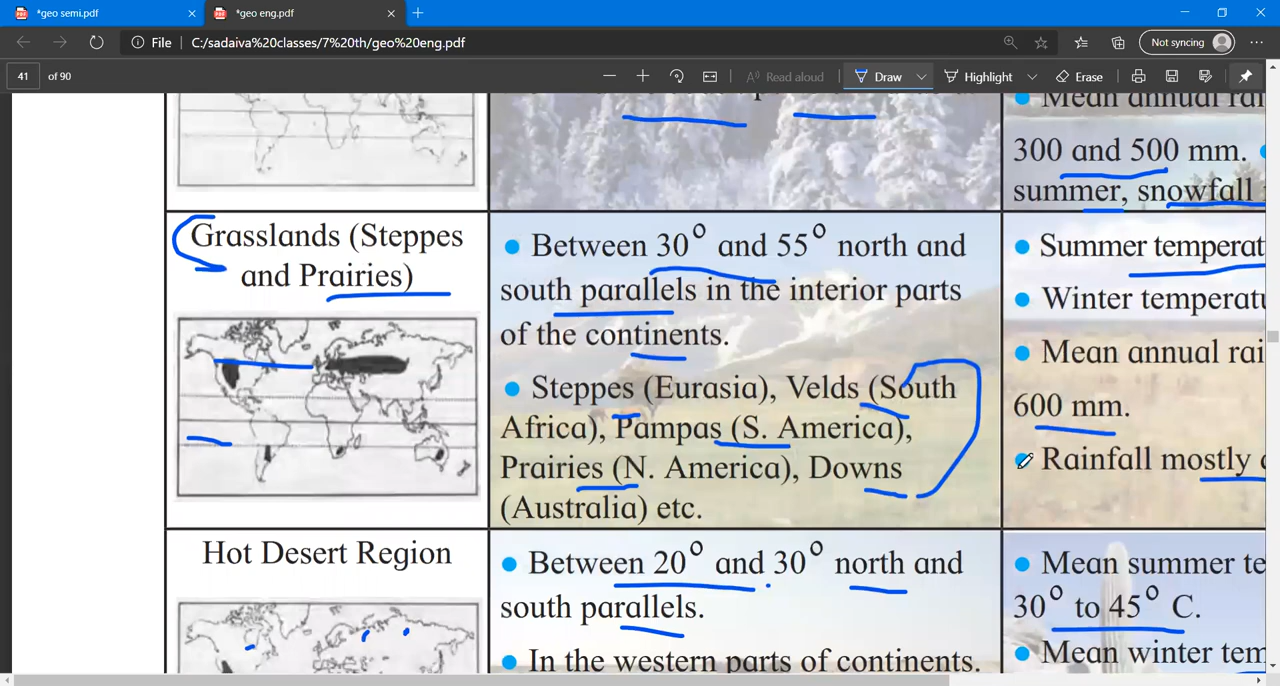 *geo semi.pdf
*geo eng.pdf
File
C:/sadaiva%20classes/7%20th/geo%20eng.pdf
Not syncing
41 of 90
Read aloud
Draw
Highlight
Erase
Mean annual rai
300 and 500 mm.
summer, snowfall
Grasslands (Steppes
and Prairies)
Between 30° and 55° north and
south parallels in the interior parts
of the continents.
Steppes (Eurasia), Velds (South
Africa), Pampas (S. America),
Prairies (N. America), Downs
(Australia) etc.
Summer temperat
Winter temperatu
Mean annual rai
600 mm.
Rainfall mostly
Hot Desert Region
Between 20° and 30° north and
south parallels.
In the western parts of continents.
Mean summer te
30° to 45° C.
Mean winter tem